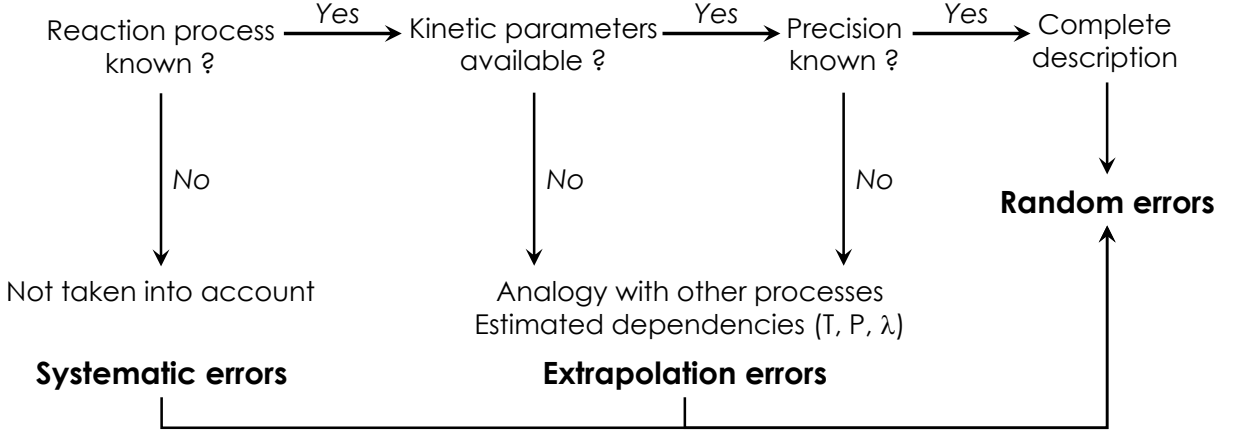 Reaction process
known ?
Yes
Kinetic parameters
available ?
Yes
Precision
known ?
Yes
Complete
description
No
No
No
Random errors
Not taken into account
Analogy with other processes
Estimated dependencies (T, P, λ)
Systematic errors
Extrapolation errors